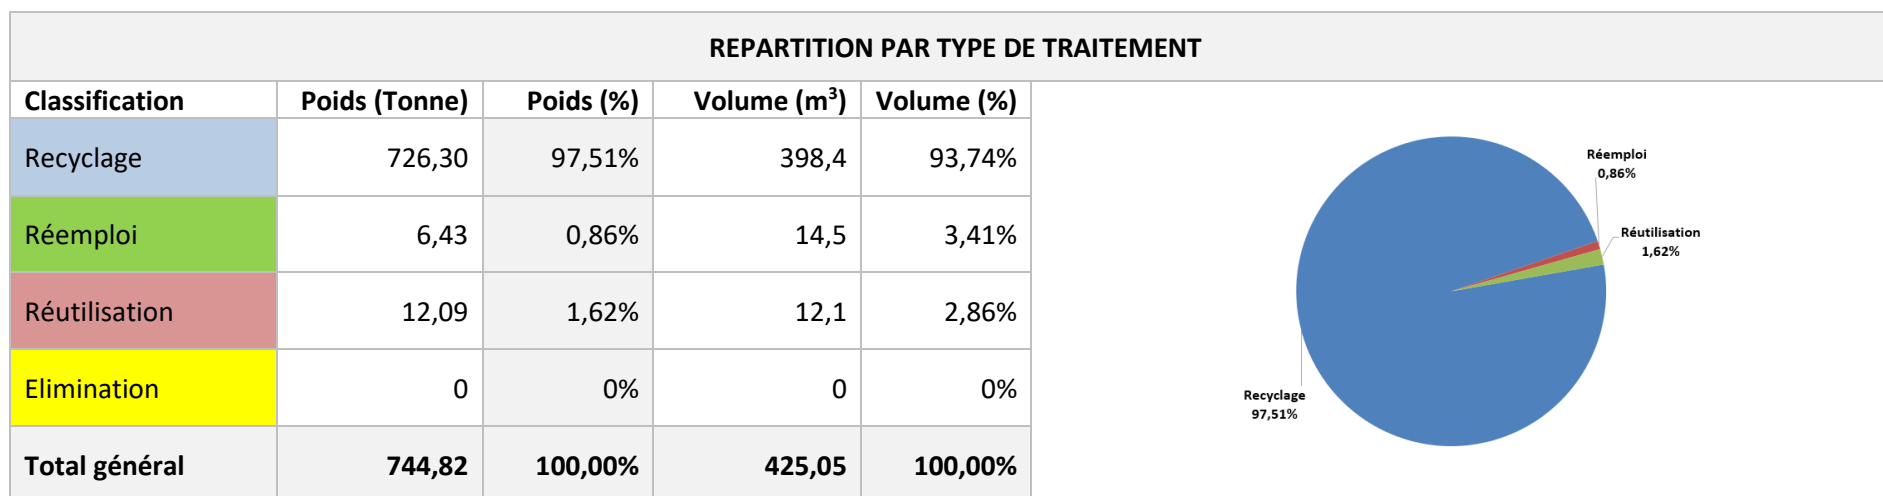 REPARTITION PAR TYPE DE TRAITEMENT
Classification Poids (Tonne) Poids (%) Volume (m³) Volume (%)
Recyclage 726,30 97,51% 398,4 93,74%
Réemploi 6,43 0,86% 14,5 3,41%
Réutilisation 12,09 1,62% 12,1 2,86%
Elimination 0 0% 0 0%
Total général 744,82 100,00% 425,05 100,00%
Réemploi
0,86%
Réutilisation
1,62%
Recyclage
97,51%